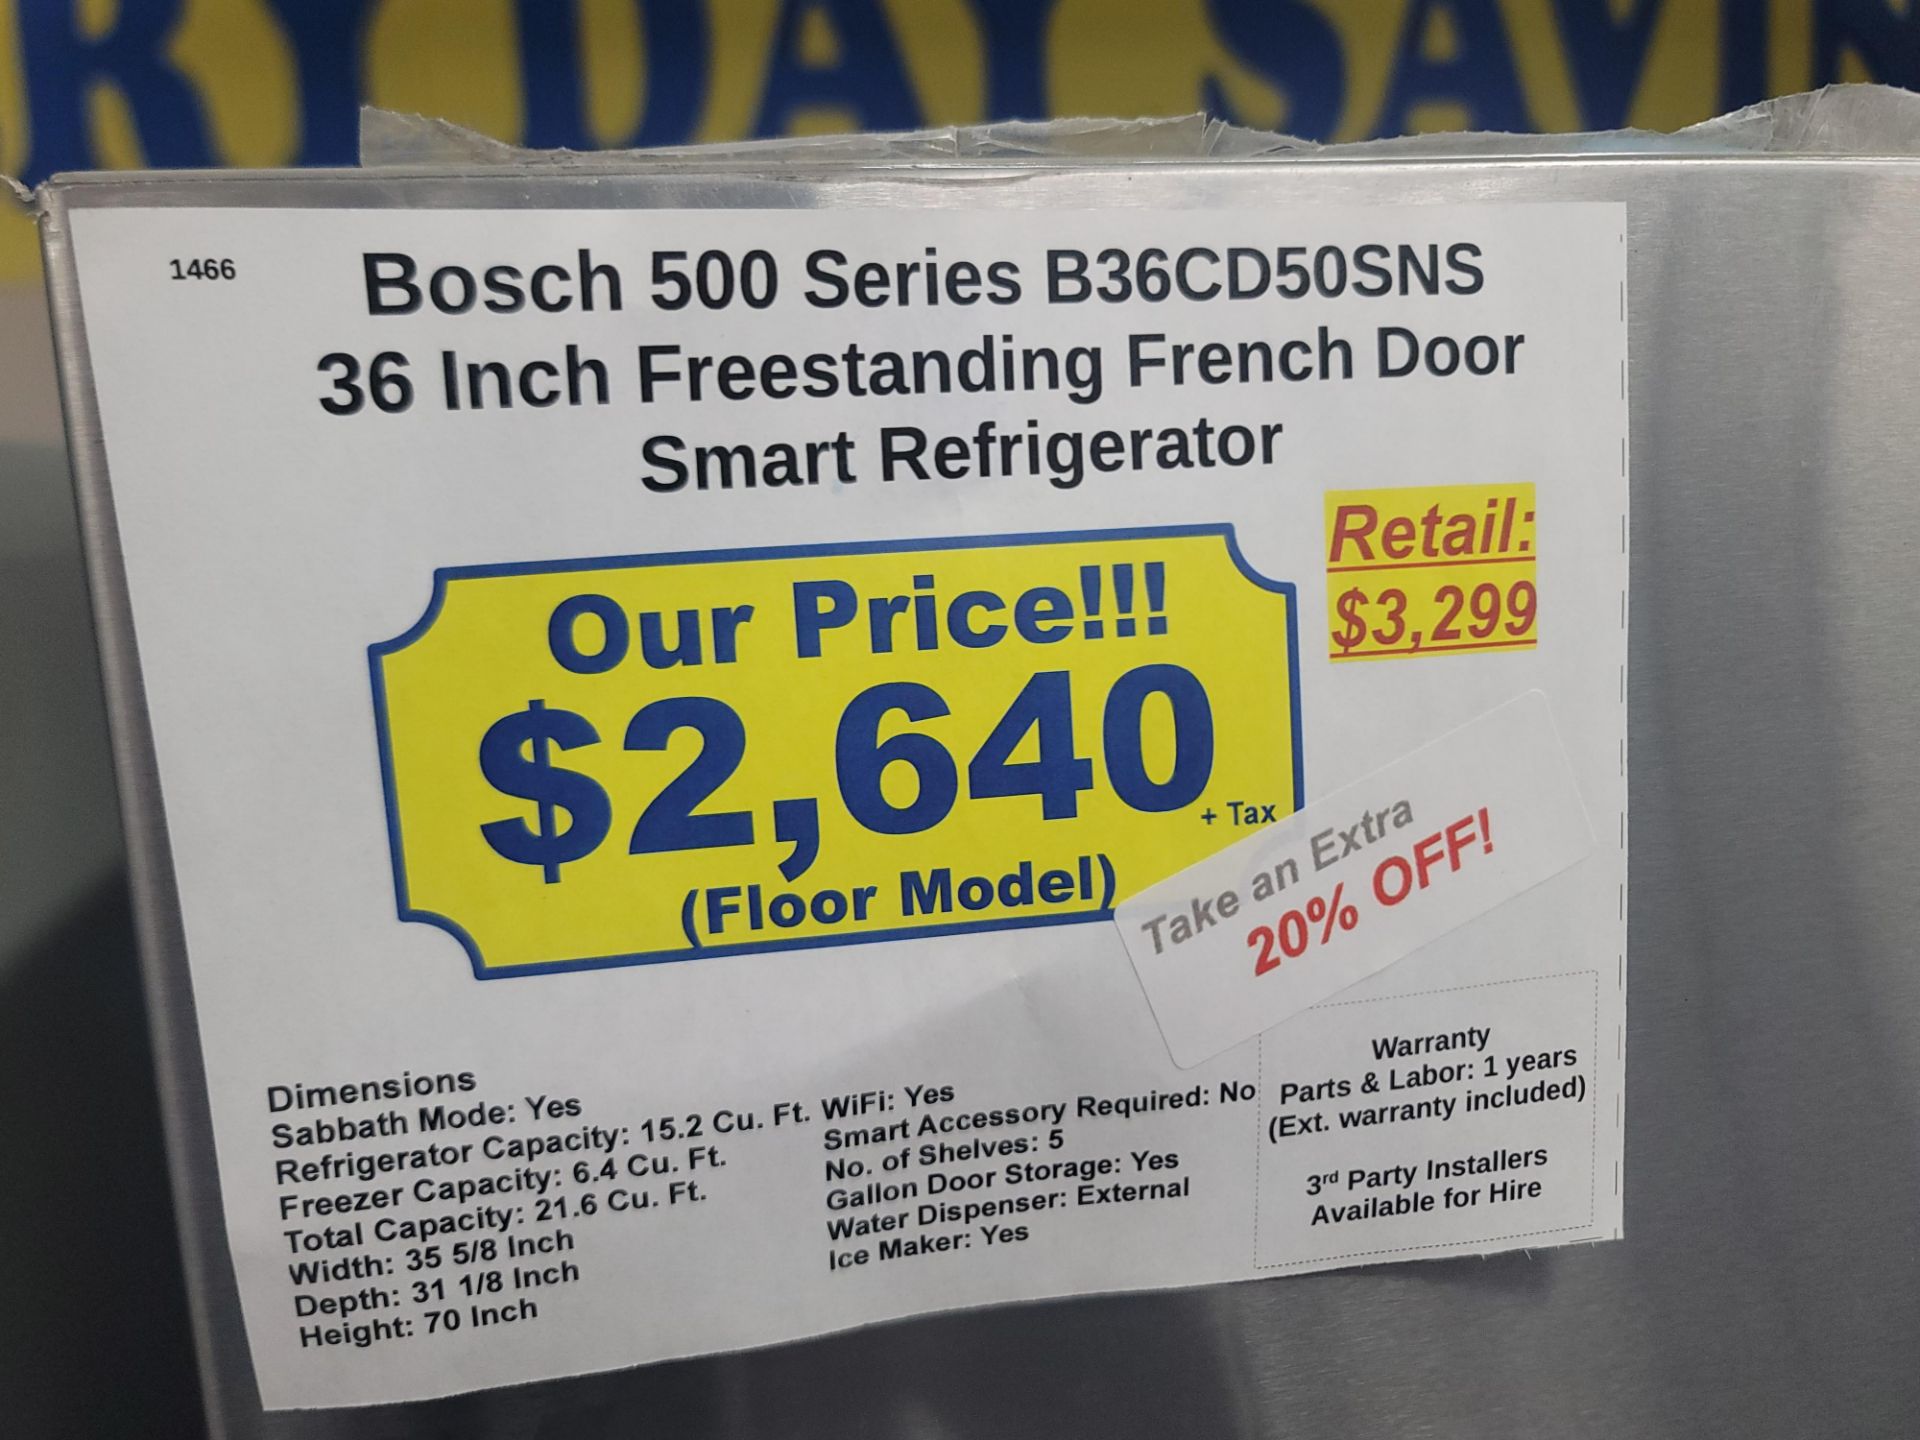 RY DAY SAVIN
1466
Bosch 500 Series B36CD50SNS
36 Inch Freestanding French Door
Smart Refrigerator
Retail:
$3,299
Our Price!!!
$2,640
+ Tax
(Floor Model)
Take an Extra
20% OFF!
Dimensions
Sabbath Mode: Yes
Refrigerator Capacity: 15.2 Cu. Ft.
Freezer Capacity: 6.4 Cu. Ft.
Total Capacity: 21.6 Cu. Ft.
Width: 35 5/8 Inch
Depth: 31 1/8 Inch
Height: 70 Inch
WiFi: Yes
Smart Accessory Required: No
No. of Shelves: 5
Gallon Door Storage: Yes
Water Dispenser: External
Ice Maker: Yes
Warranty
Parts & Labor: 1 years
(Ext. warranty included)
3rd Party Installers
Available for Hire